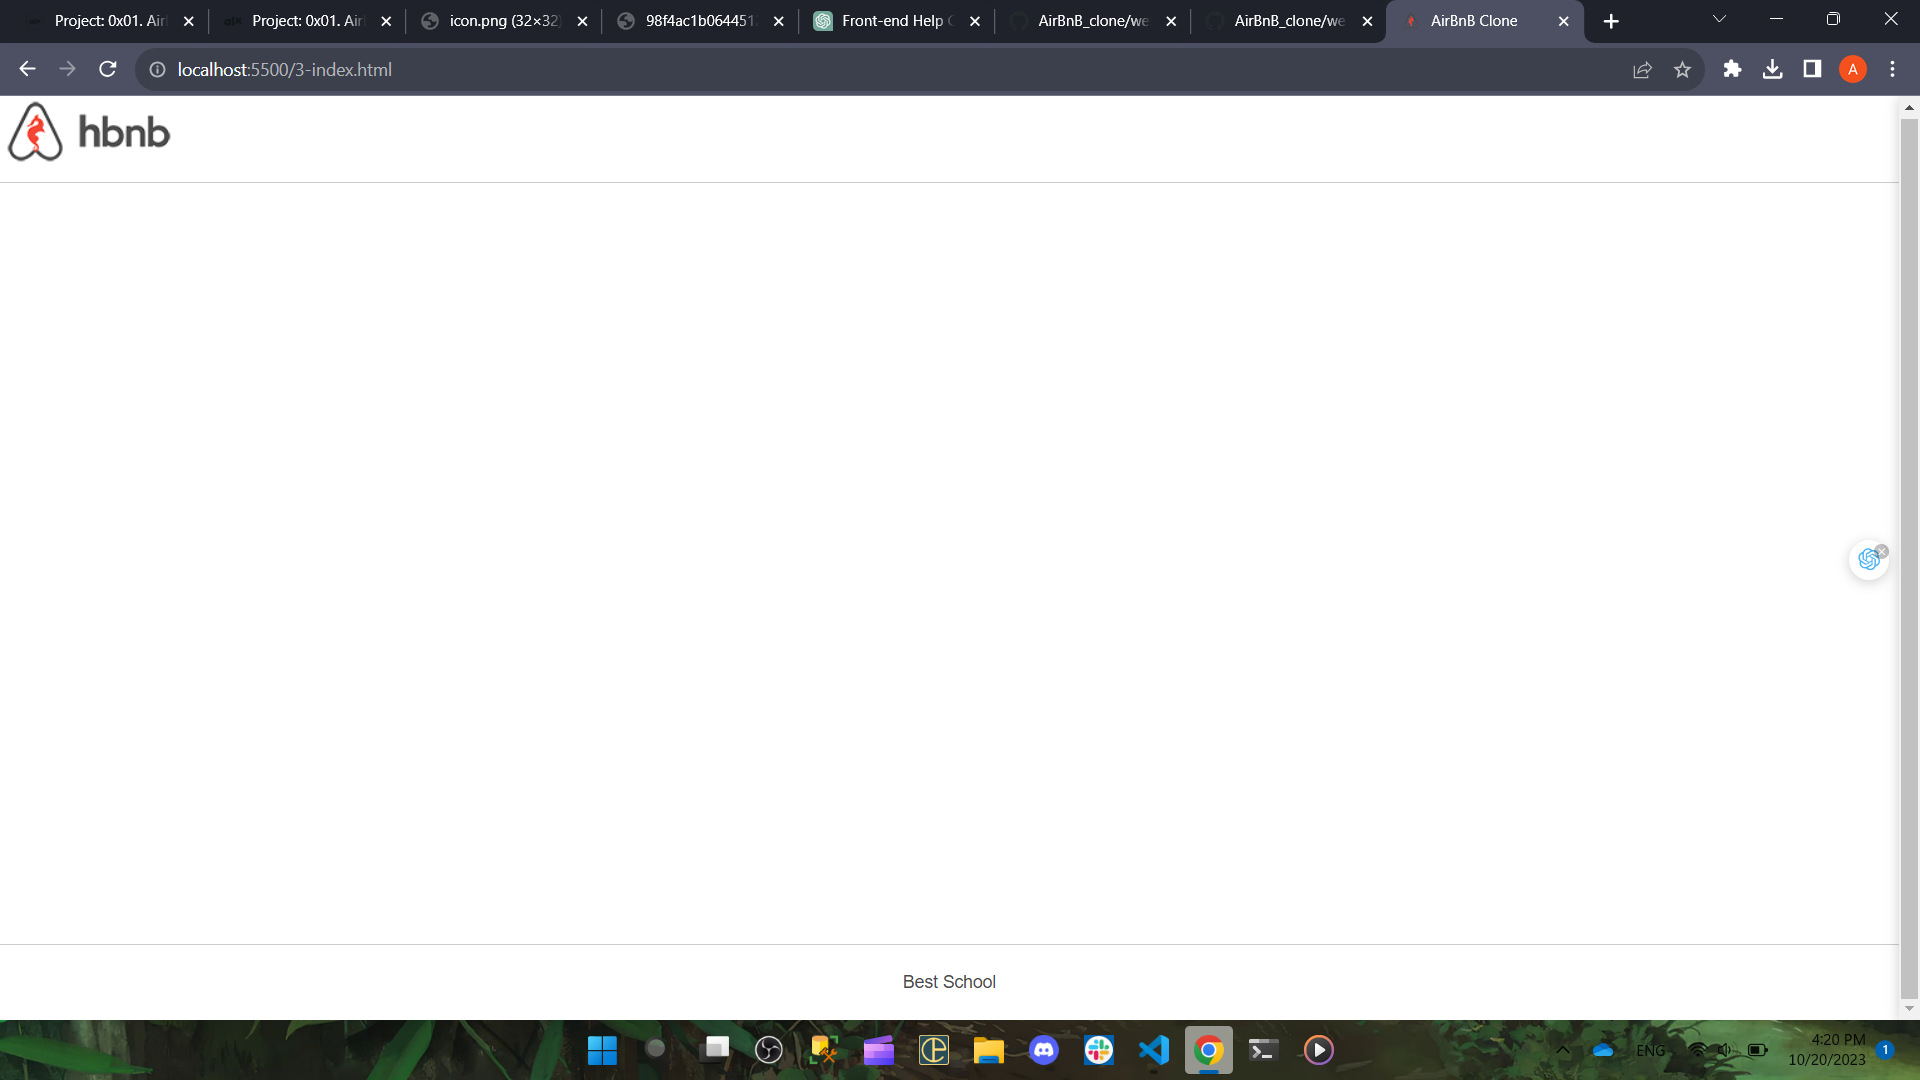 Project: 0x01. Air
Project: 0x01. Air
icon.png (32×32)
98f4ac1b064451
Front-end Help
AirBnB_clone/we
AirBnB_clone/we
AirBnB Clone
localhost:5500/3-index.html
A
hbnb
Best School
ENG
4:20 PM
10/20/2023
1